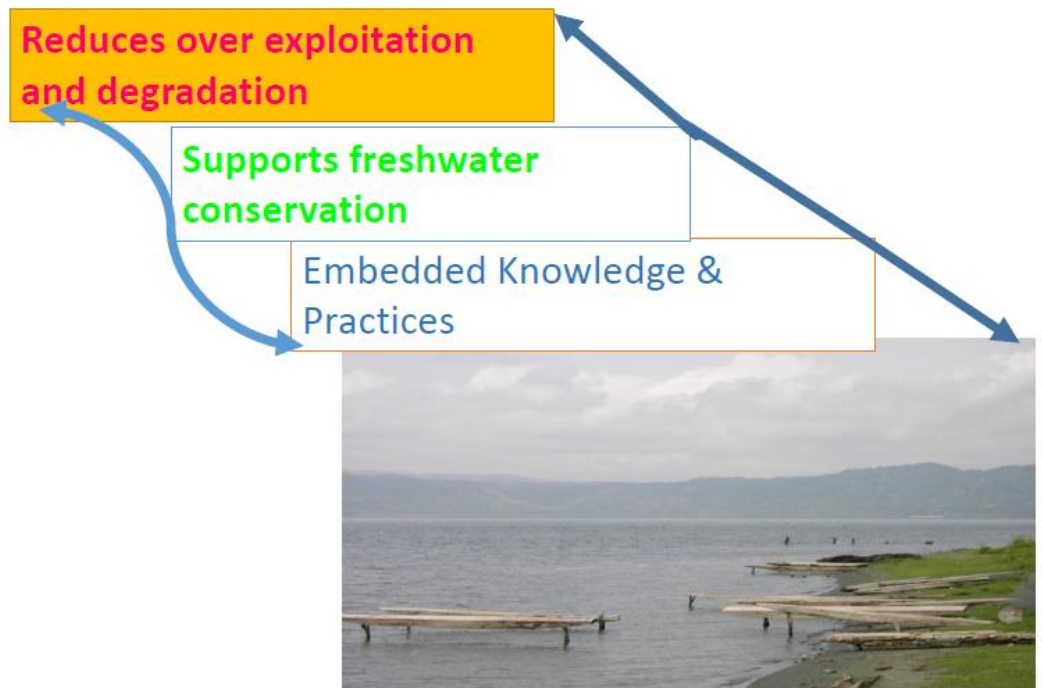 Reduces over exploitation
and degradation
Supports freshwater
conservation
Embedded Knowledge &
Practices